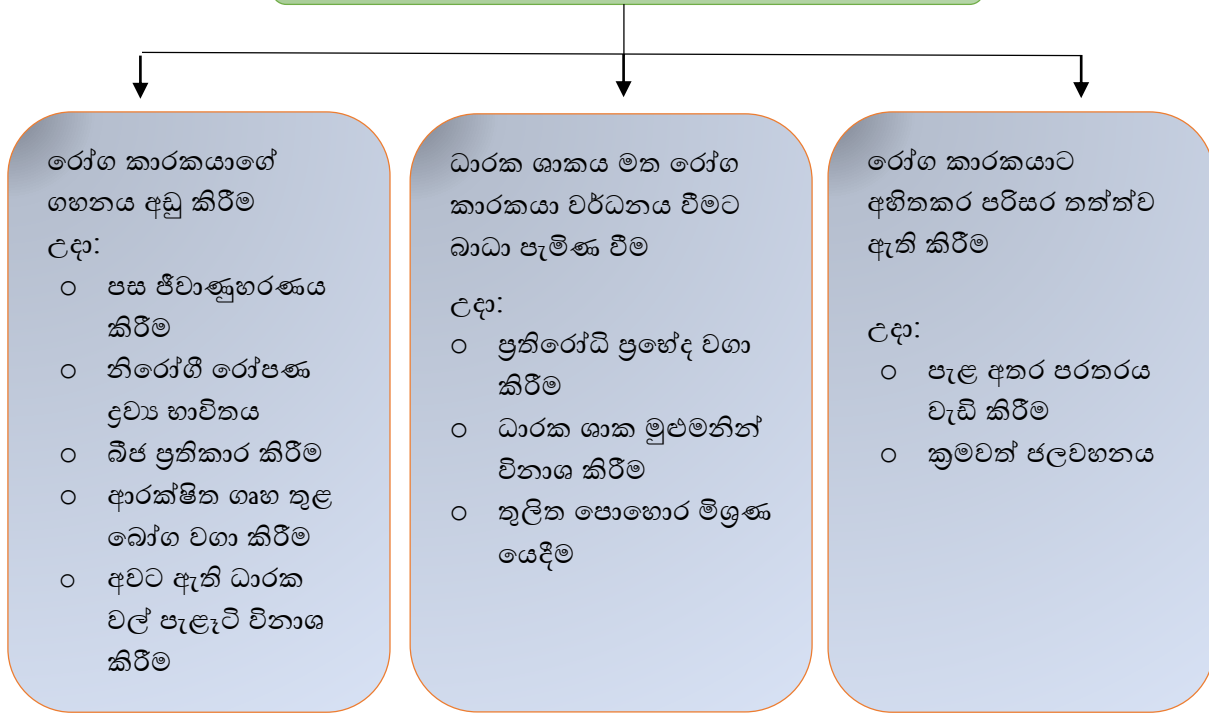 රෝග කාරකයාගේ
ගහනය අඩු කිරීම
උදා:
o පස ජීවාණුහරණය
කිරීම
o නිරෝගී රෝපණ
ද්‍රව්‍ය භාවිතය
o බීජ ප්‍රතිකාර කිරීම
o ආරක්ෂිත ගෘහ තුළ
බෝග වගා කිරීම
o අවට ඇති ධාරක
වල් පැළෑටි විනාශ
කිරීම
ධාරක ශාකය මත රෝග
කාරකයා වර්ධනය වීමට
බාධා පැමිණ වීම
උදා:
o ප්‍රතිරෝධි ප්‍රභේද වගා
කිරීම
o ධාරක ශාක මුළුමනින්
විනාශ කිරීම
o තුලිත පොහොර මිශ්‍රණ
යෙදීම
රෝග කාරකයාට
අහිතකර පරිසර තත්ත්ව
ඇති කිරීම
උදා:
o පැළ අතර පරතරය
වැඩි කිරීම
o ක්‍රමවත් ජලවහනය